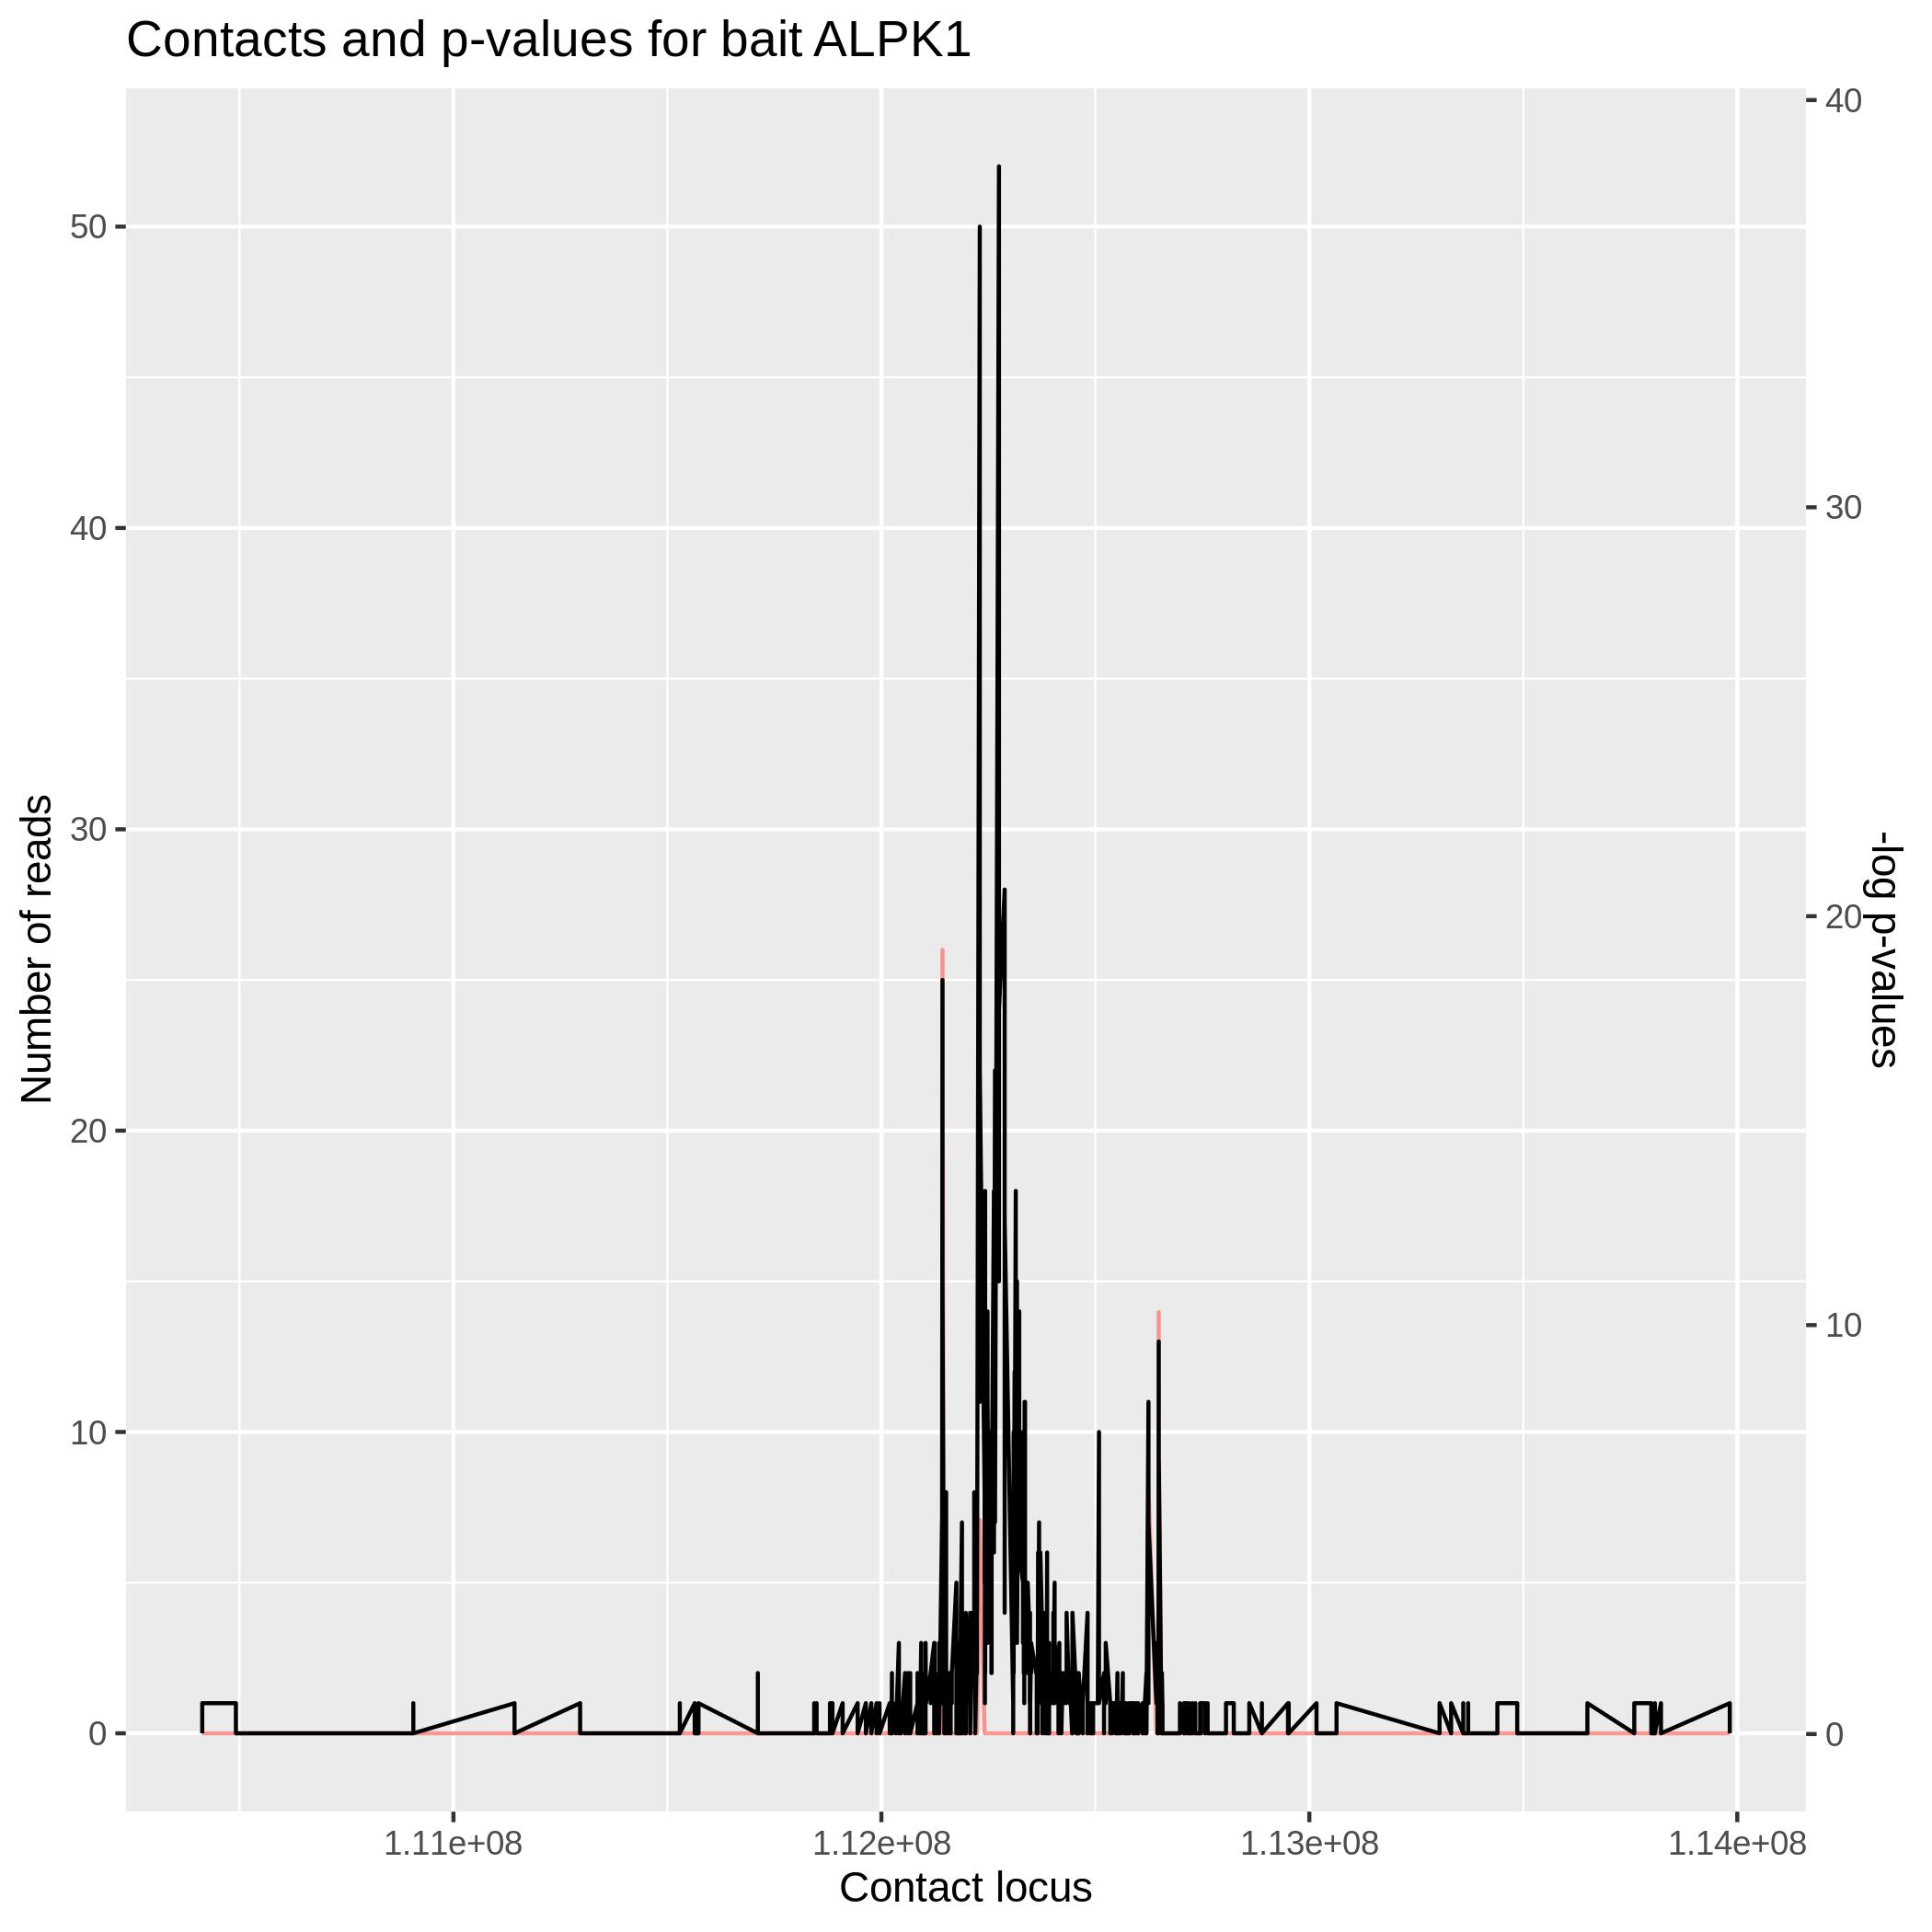 Contacts and p-values for bait ALPK1
Number of reads
50
40
30
20
10
0
40
30
20
10
0
-log p-values
1.11e+08
1.12e+08
1.13e+08
1.14e+08
Contact locus